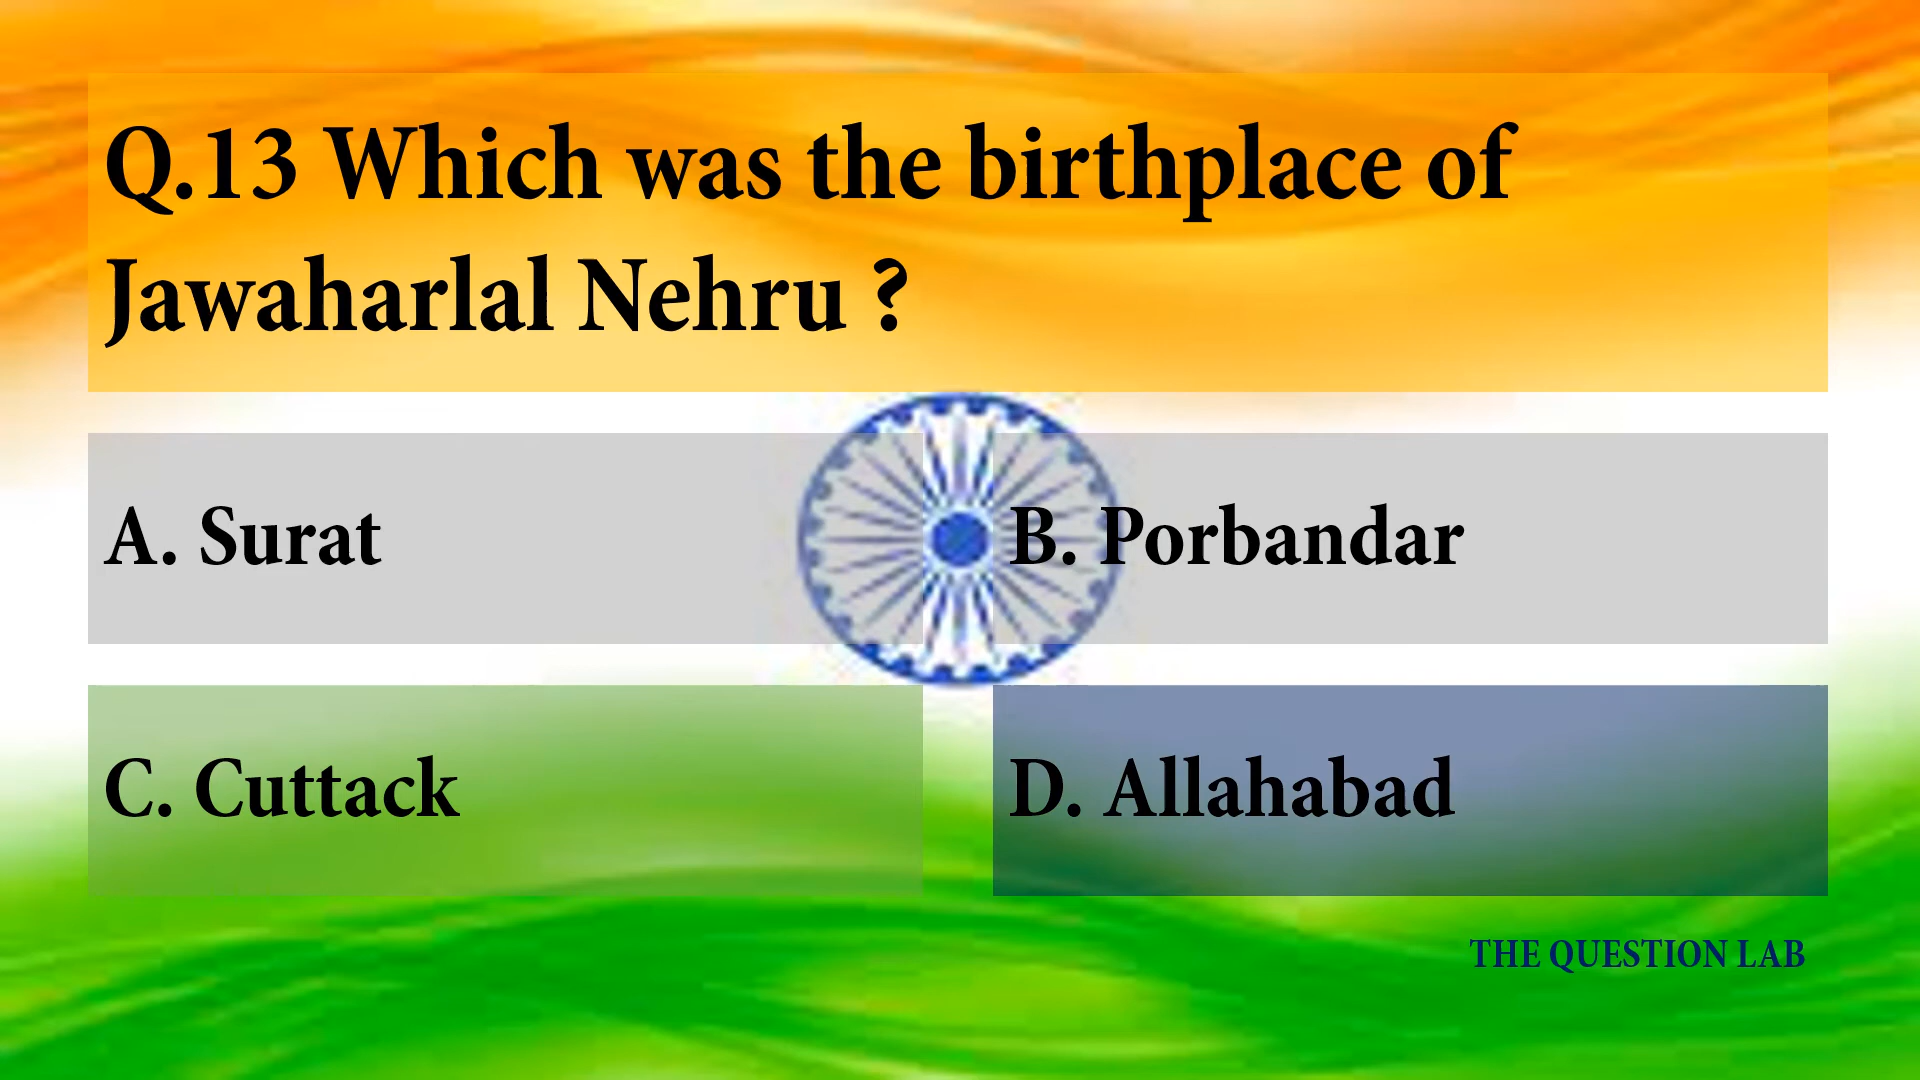 Q.13 Which was the birthplace of
Jawaharlal Nehru ?
A. Surat
B. Porbandar
C. Cuttack
D. Allahabad
THE QUESTION LAB